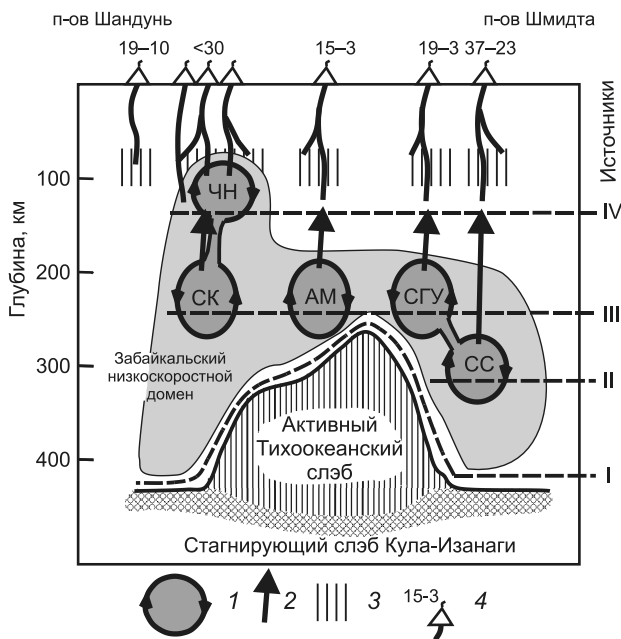 п-ов Шандунь
п-ов Шмидта
19–10
<30
15–3
19–3
37–23
Источники
Глубина, км
100
200
300
400
ЧН
СК
АМ
СГУ
СС
IV
III
II
I
Забайкальский
низкоскоростной
домен
Активный
Тихоокеанский
слэб
Стагнирующий слэб Кула-Изанаги
1
2
3
15-3
4